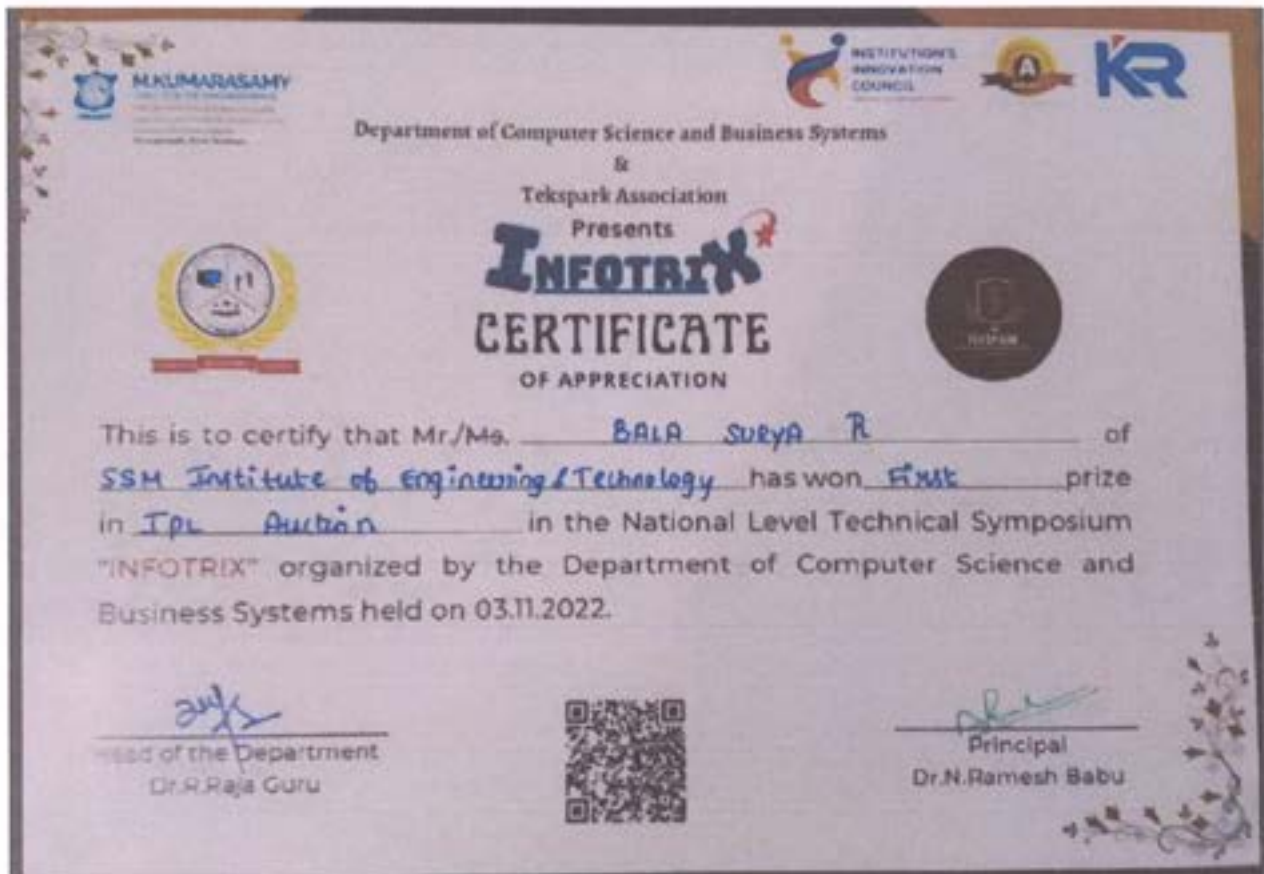 M.KUMARASAMY
INSTITUTION'S
INNOVATION
COUNCIL
A
KR
Department of Computer Science and Business Systems
&
Tekspark Association
Presents
INFOTRIX
CERTIFICATE
OF APPRECIATION
This is to certify that Mr./Ms. BALA SURYA R of
SSM Institute of Engineering & Technology has won First prize
in IPL Auction in the National Level Technical Symposium
"INFOTRIX" organized by the Department of Computer Science and
Business Systems held on 03.11.2022.
Head of the Department
Dr.R.Raja Guru
Principal
Dr.N.Ramesh Babu